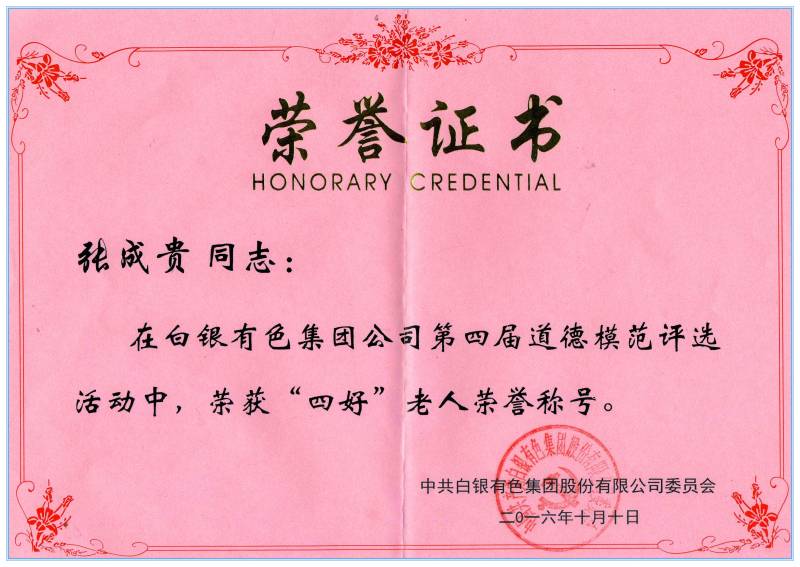 荣誉证书
HONORARY CREDENTIAL
张成贵 同志：
在白银有色集团公司第四届道德模范评选
活动中，荣获“四好”老人荣誉称号。
中共白银有色集团股份有限公司委员会
二〇一六年十月十日